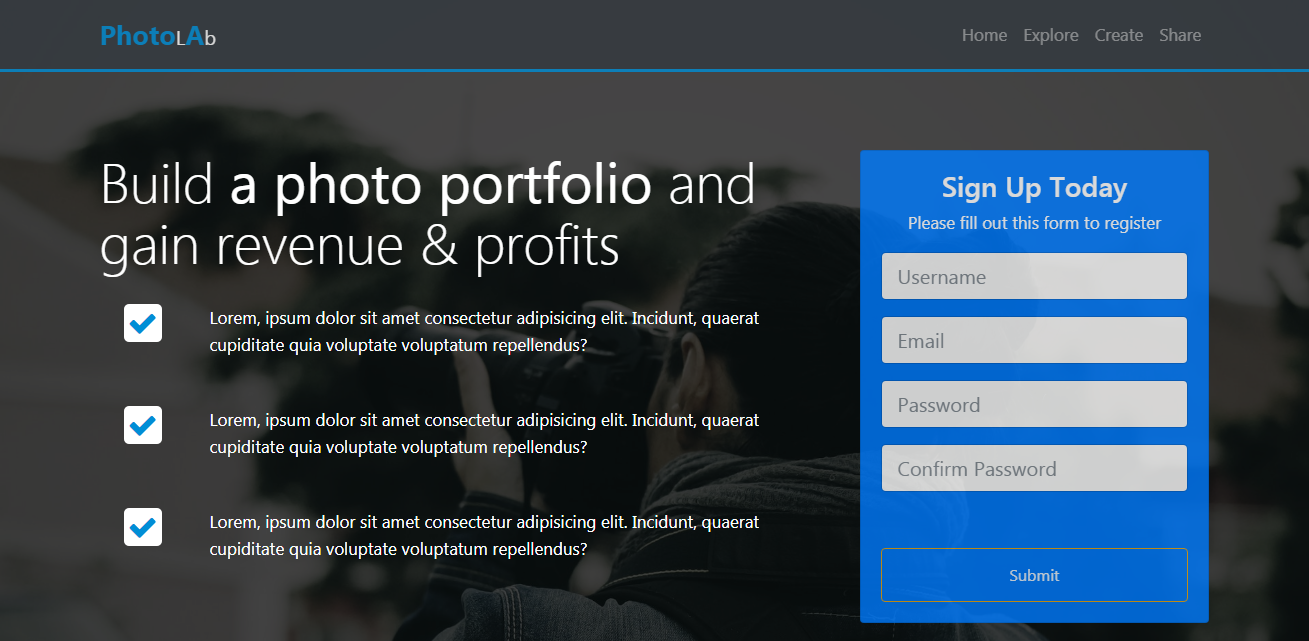 PhotoLAb
Home Explore Create Share
Build a photo portfolio and
gain revenue & profits
Lorem, ipsum dolor sit amet consectetur adipisicing elit. Incidunt, quaerat
cupiditate quia voluptate voluptatum repellendus?
Lorem, ipsum dolor sit amet consectetur adipisicing elit. Incidunt, quaerat
cupiditate quia voluptate voluptatum repellendus?
Lorem, ipsum dolor sit amet consectetur adipisicing elit. Incidunt, quaerat
cupiditate quia voluptate voluptatum repellendus?
Sign Up Today
Please fill out this form to register
Username
Email
Password
Confirm Password
Submit